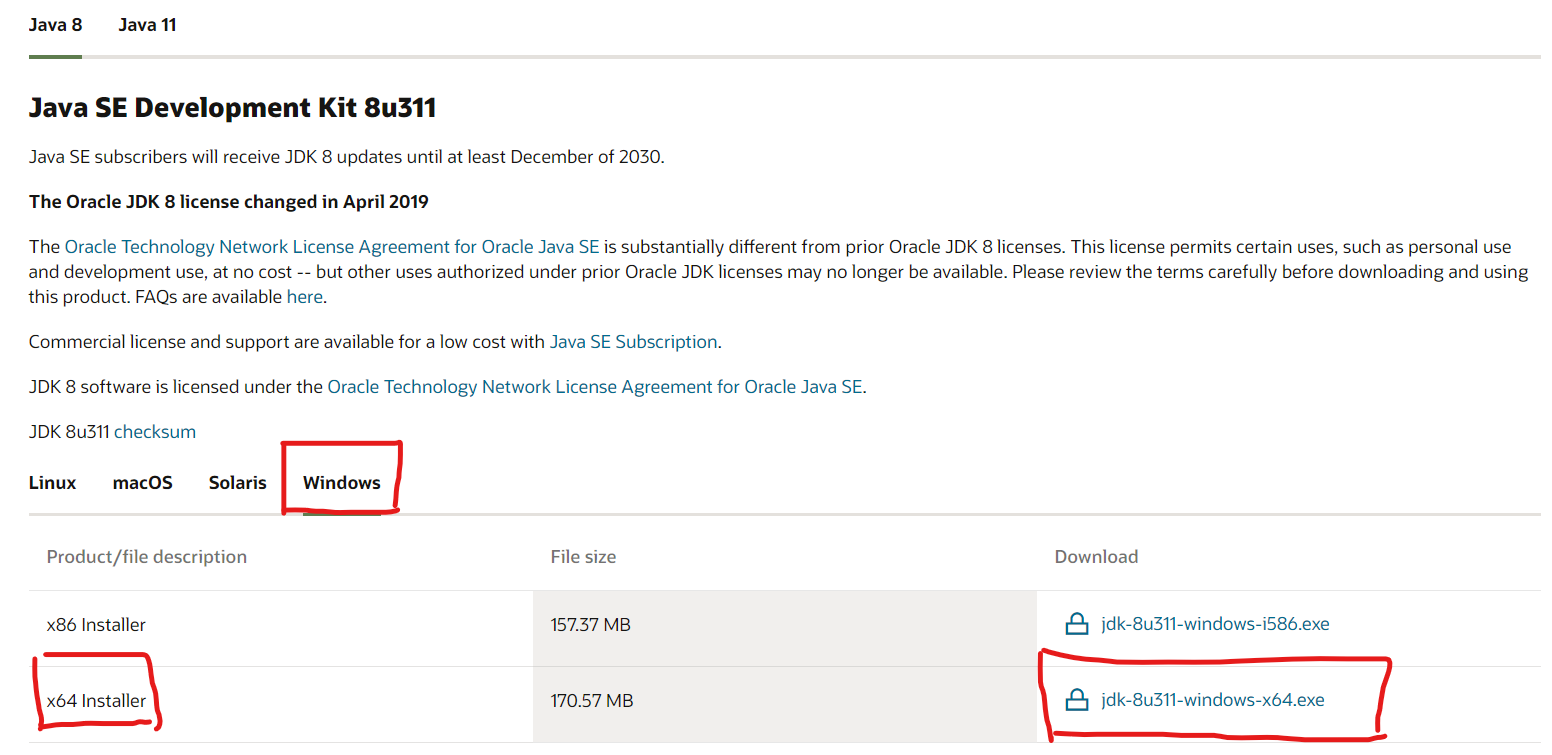 Java 8 Java 11
Java SE Development Kit 8u311
Java SE subscribers will receive JDK 8 updates until at least December of 2030.
The Oracle JDK 8 license changed in April 2019
The Oracle Technology Network License Agreement for Oracle Java SE is substantially different from prior Oracle JDK 8 licenses. This license permits certain uses, such as personal use
and development use, at no cost -- but other uses authorized under prior Oracle JDK licenses may no longer be available. Please review the terms carefully before downloading and using
this product. FAQs are available here.
Commercial license and support are available for a low cost with Java SE Subscription.
JDK 8 software is licensed under the Oracle Technology Network License Agreement for Oracle Java SE.
JDK 8u311 checksum
Linux macOS Solaris Windows
Product/file description File size Download
x86 Installer 157.37 MB jdk-8u311-windows-i586.exe
x64 Installer 170.57 MB jdk-8u311-windows-x64.exe